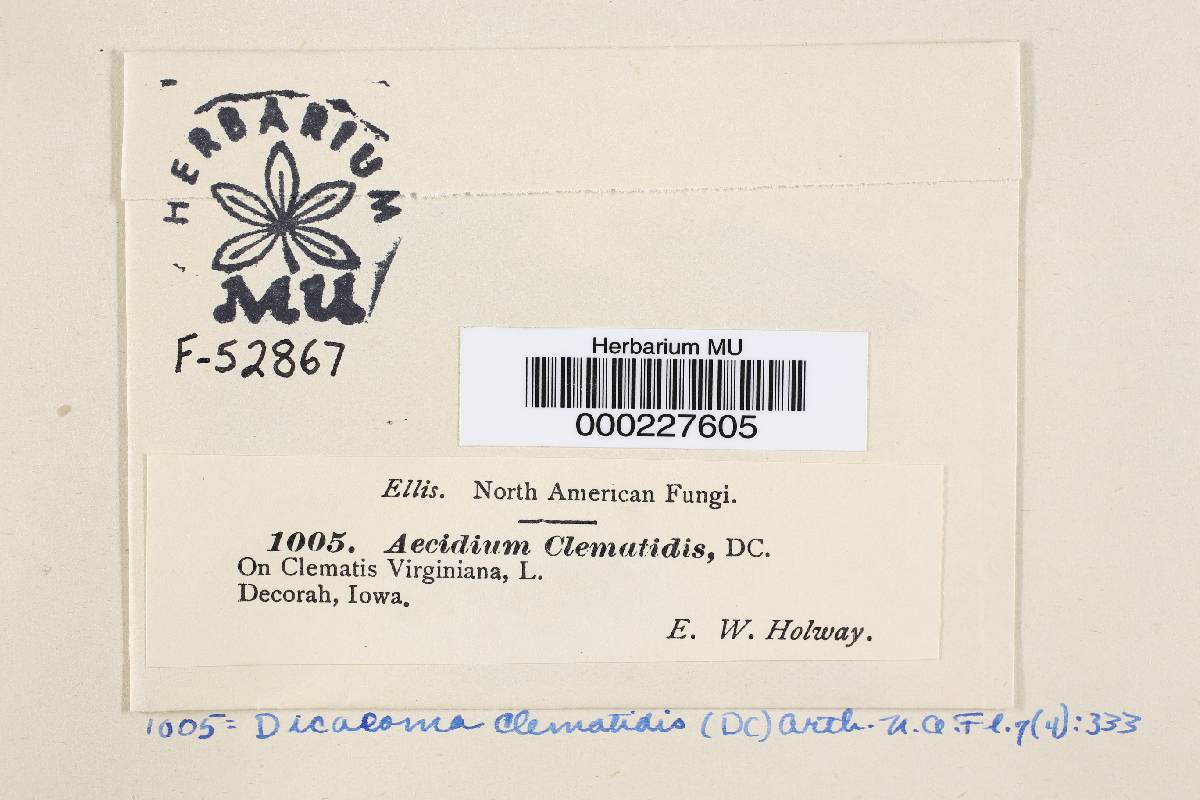 HERBARIUM
MU
F-52867
Herbarium MU
000227605
Ellis. North American Fungi.
1005. Aecidium Clematidis, DC.
On Clematis Virginiana, L.
Decorah, Iowa.
E. W. Holway.
1005= Dicaeoma clematidis (DC) Arth. N.A.Fl. 7(4):333